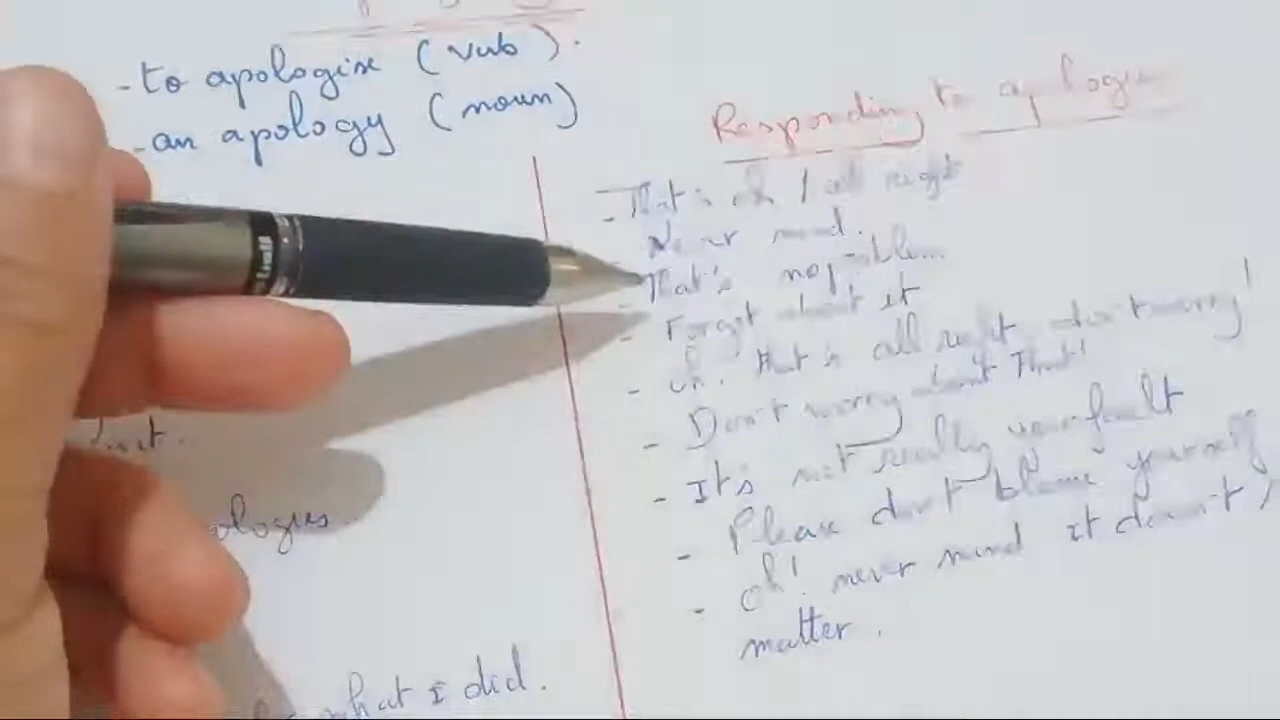 - to apologise (verb).
- an apology (noun)
ologies.
what I did.
Responding to apologies
- That's ok / all right
- Never mind.
- That's no problem
- Forget about it
- Oh. that's all right, don't worry!
- Don't worry about that!
- It's not really your fault
- Please don't blame yourself
- Oh! never mind it doesn't
matter.
ball